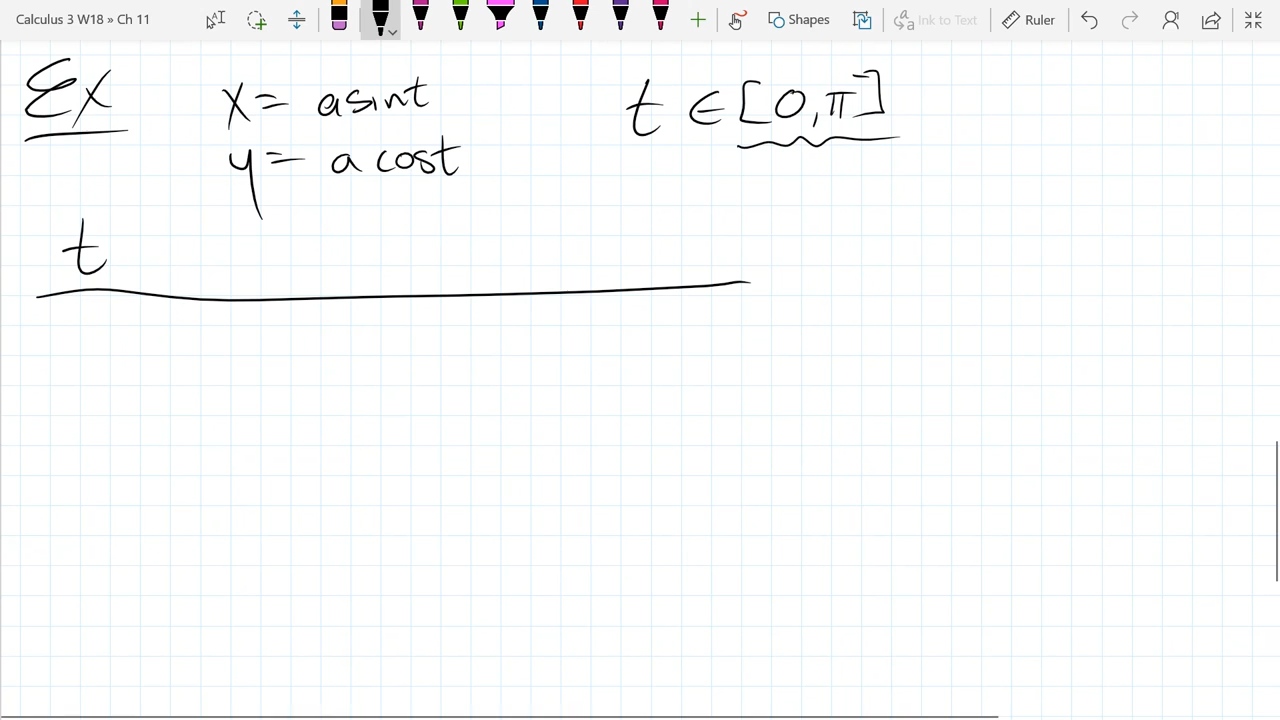 Calculus 3 W18 » Ch 11
Shapes
Ink to Text
Ruler
Ex x = a sin t t ∈ [0, π]
y = a cos t
t